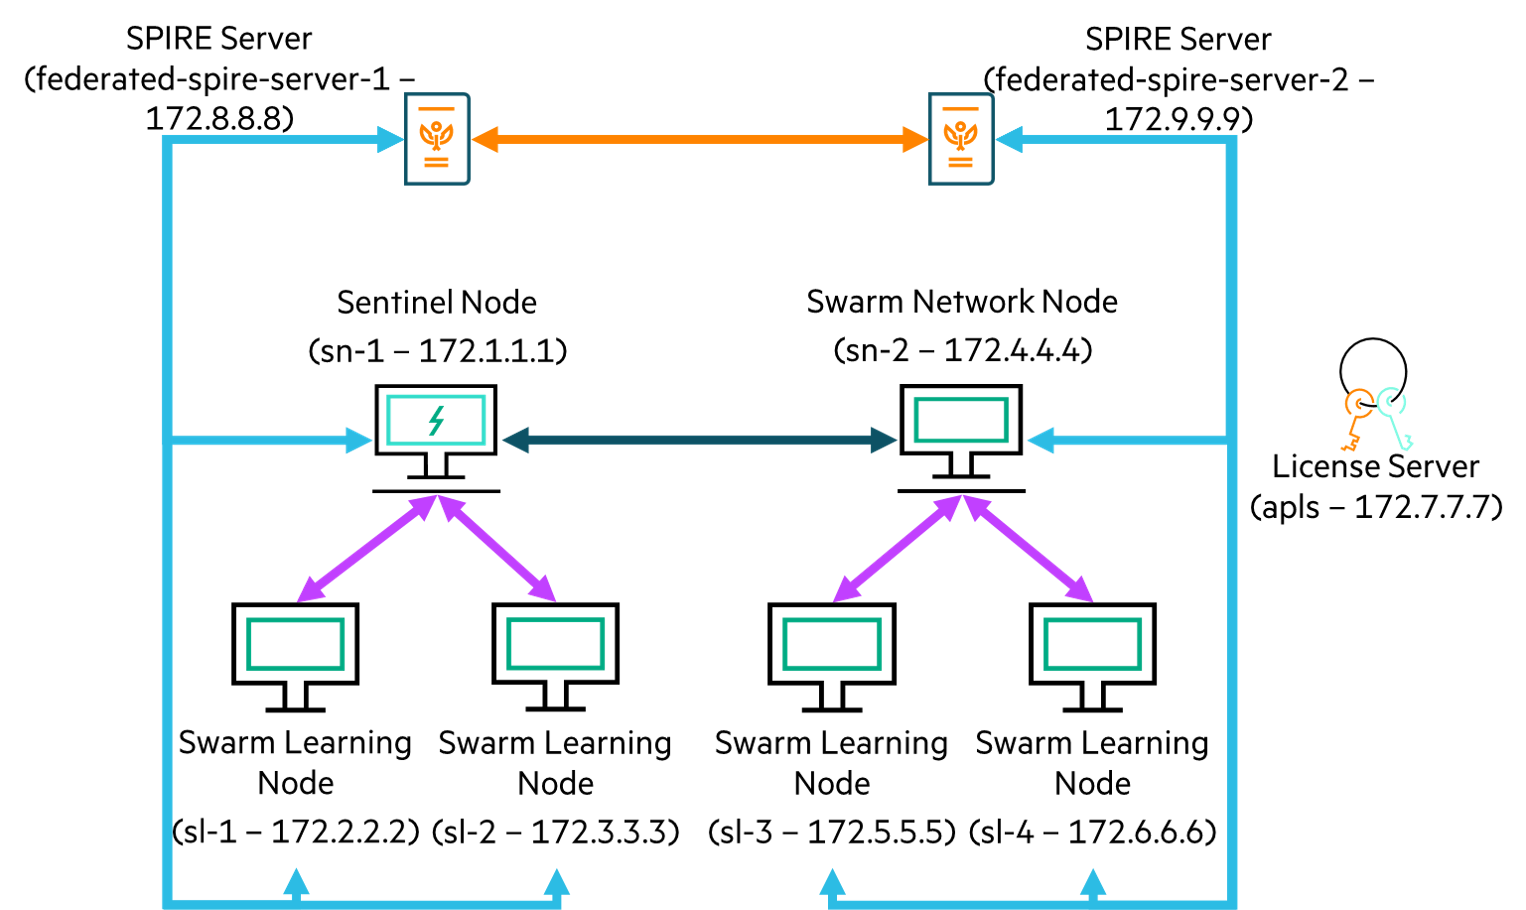 SPIRE Server
(federated-spire-server-1 –
172.8.8.8)
SPIRE Server
(federated-spire-server-2 –
172.9.9.9)
Sentinel Node
(sn-1 – 172.1.1.1)
Swarm Network Node
(sn-2 – 172.4.4.4)
License Server
(apls – 172.7.7.7)
Swarm Learning
Node
(sl-1 – 172.2.2.2)
Swarm Learning
Node
(sl-2 – 172.3.3.3)
Swarm Learning
Node
(sl-3 – 172.5.5.5)
Swarm Learning
Node
(sl-4 – 172.6.6.6)